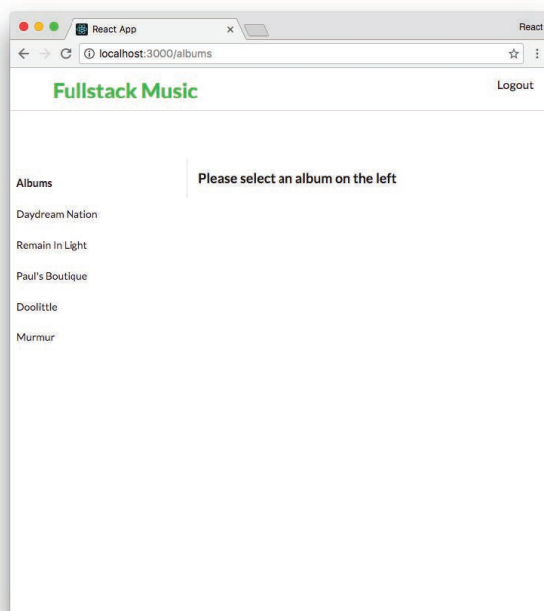 React App
React
localhost:3000/albums
Fullstack Music
Logout
Albums
Please select an album on the left
Daydream Nation
Remain In Light
Paul's Boutique
Doolittle
Murmur